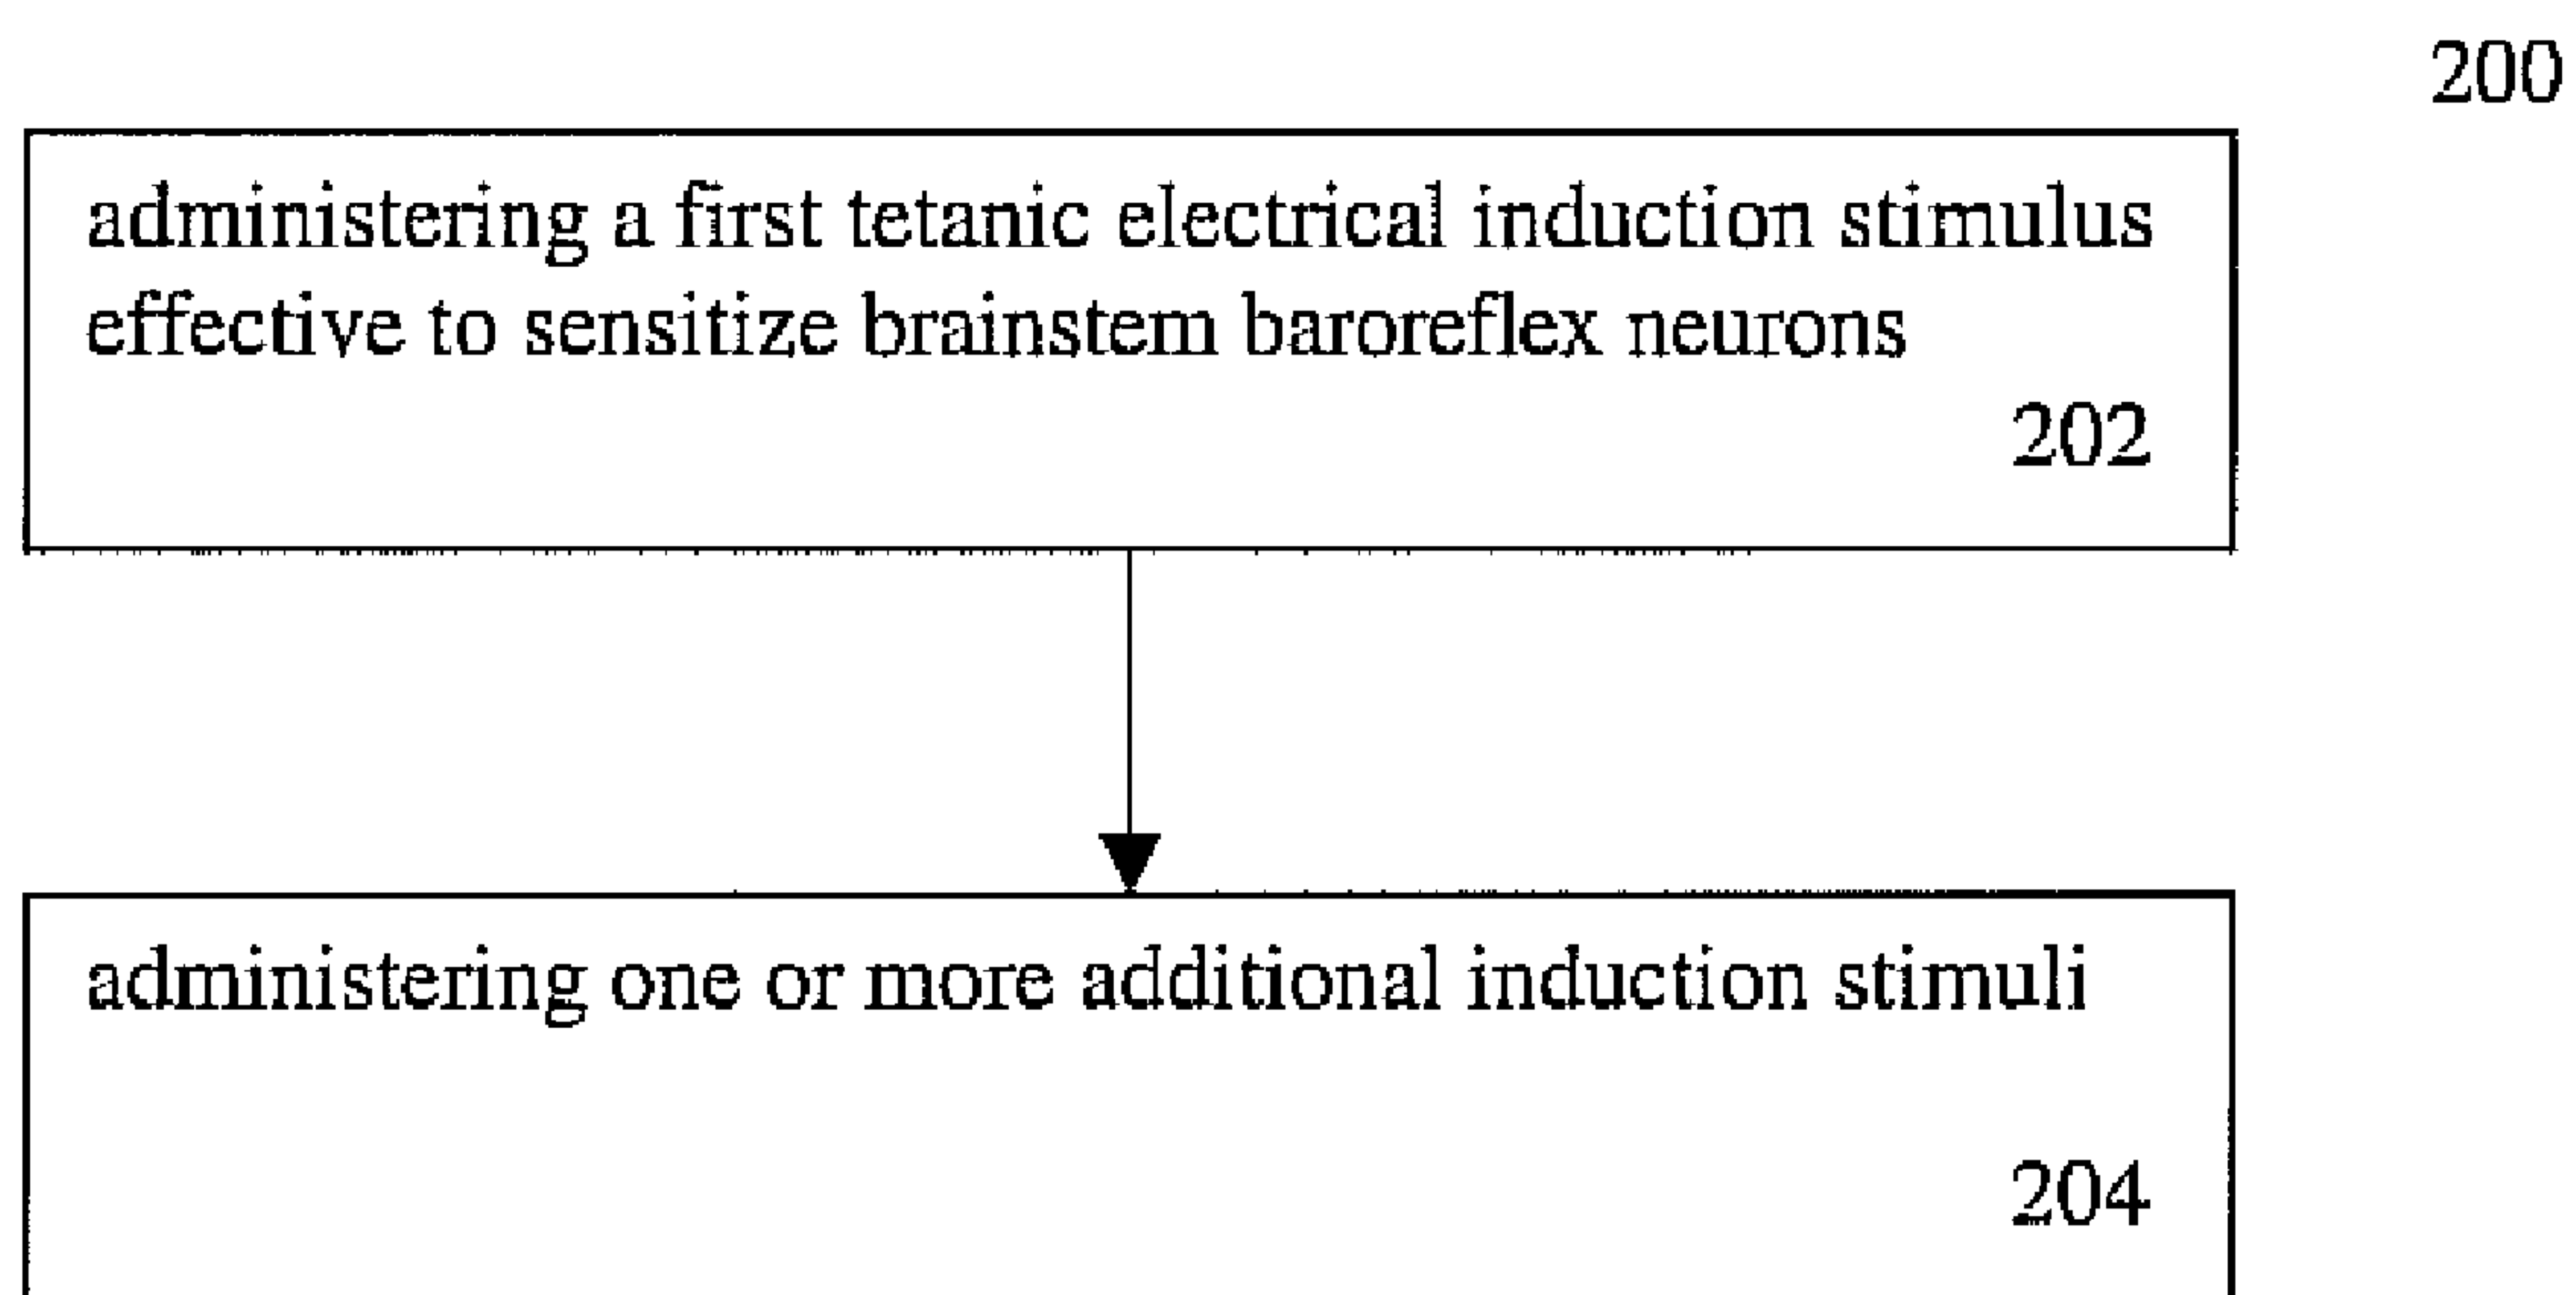 200
administering a first tetanic electrical induction stimulus
effective to sensitize brainstem baroreflex neurons
202
administering one or more additional induction stimuli
204